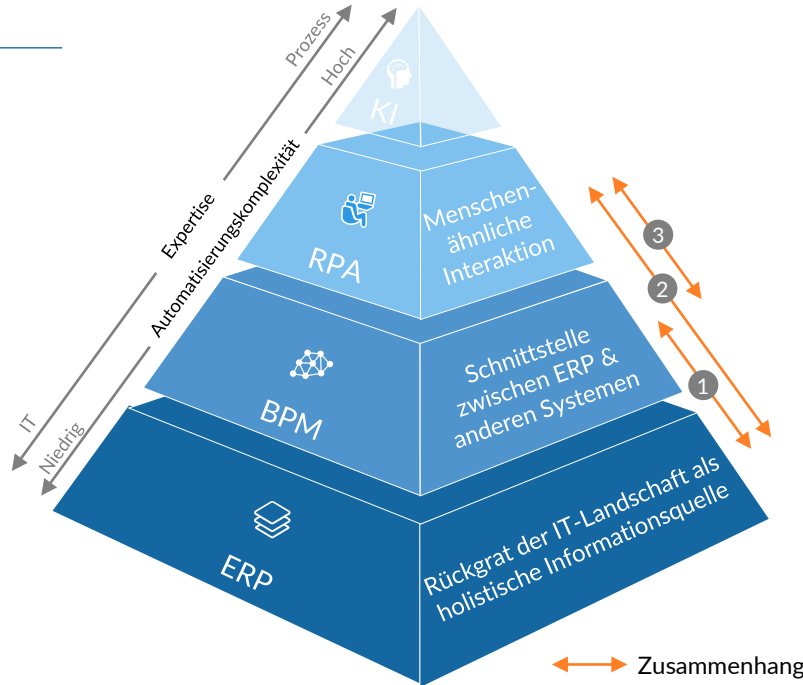 Prozess
Hoch
Expertise
Automatisierungskomplexität
IT
Niedrig
KI
RPA
Menschen-
ähnliche
Interaktion
BPM
Schnittstelle
zwischen ERP &
anderen Systemen
ERP
Rückgrat der IT-Landschaft als
holistische Informationsquelle
3
2
1
Zusammenhang